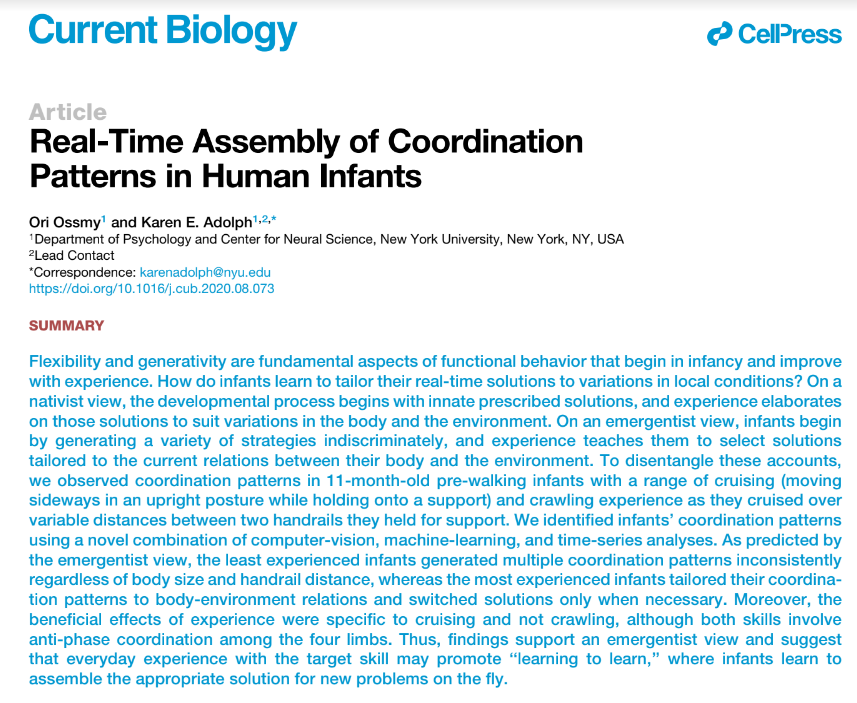 Current Biology
CellPress
Article
Real-Time Assembly of Coordination
Patterns in Human Infants
Ori Ossmy1 and Karen E. Adolph1,2,*
1Department of Psychology and Center for Neural Science, New York University, New York, NY, USA
2Lead Contact
*Correspondence: karenadolph@nyu.edu
https://doi.org/10.1016/j.cub.2020.08.073
SUMMARY
Flexibility and generativity are fundamental aspects of functional behavior that begin in infancy and improve
with experience. How do infants learn to tailor their real-time solutions to variations in local conditions? On a
nativist view, the developmental process begins with innate prescribed solutions, and experience elaborates
on those solutions to suit variations in the body and the environment. On an emergentist view, infants begin
by generating a variety of strategies indiscriminately, and experience teaches them to select solutions
tailored to the current relations between their body and the environment. To disentangle these accounts,
we observed coordination patterns in 11-month-old pre-walking infants with a range of cruising (moving
sideways in an upright posture while holding onto a support) and crawling experience as they cruised over
variable distances between two handrails they held for support. We identified infants' coordination patterns
using a novel combination of computer-vision, machine-learning, and time-series analyses. As predicted by
the emergentist view, the least experienced infants generated multiple coordination patterns inconsistently
regardless of body size and handrail distance, whereas the most experienced infants tailored their coordina-
tion patterns to body-environment relations and switched solutions only when necessary. Moreover, the
beneficial effects of experience were specific to cruising and not crawling, although both skills involve
anti-phase coordination among the four limbs. Thus, findings support an emergentist view and suggest
that everyday experience with the target skill may promote "learning to learn," where infants learn to
assemble the appropriate solution for new problems on the fly.